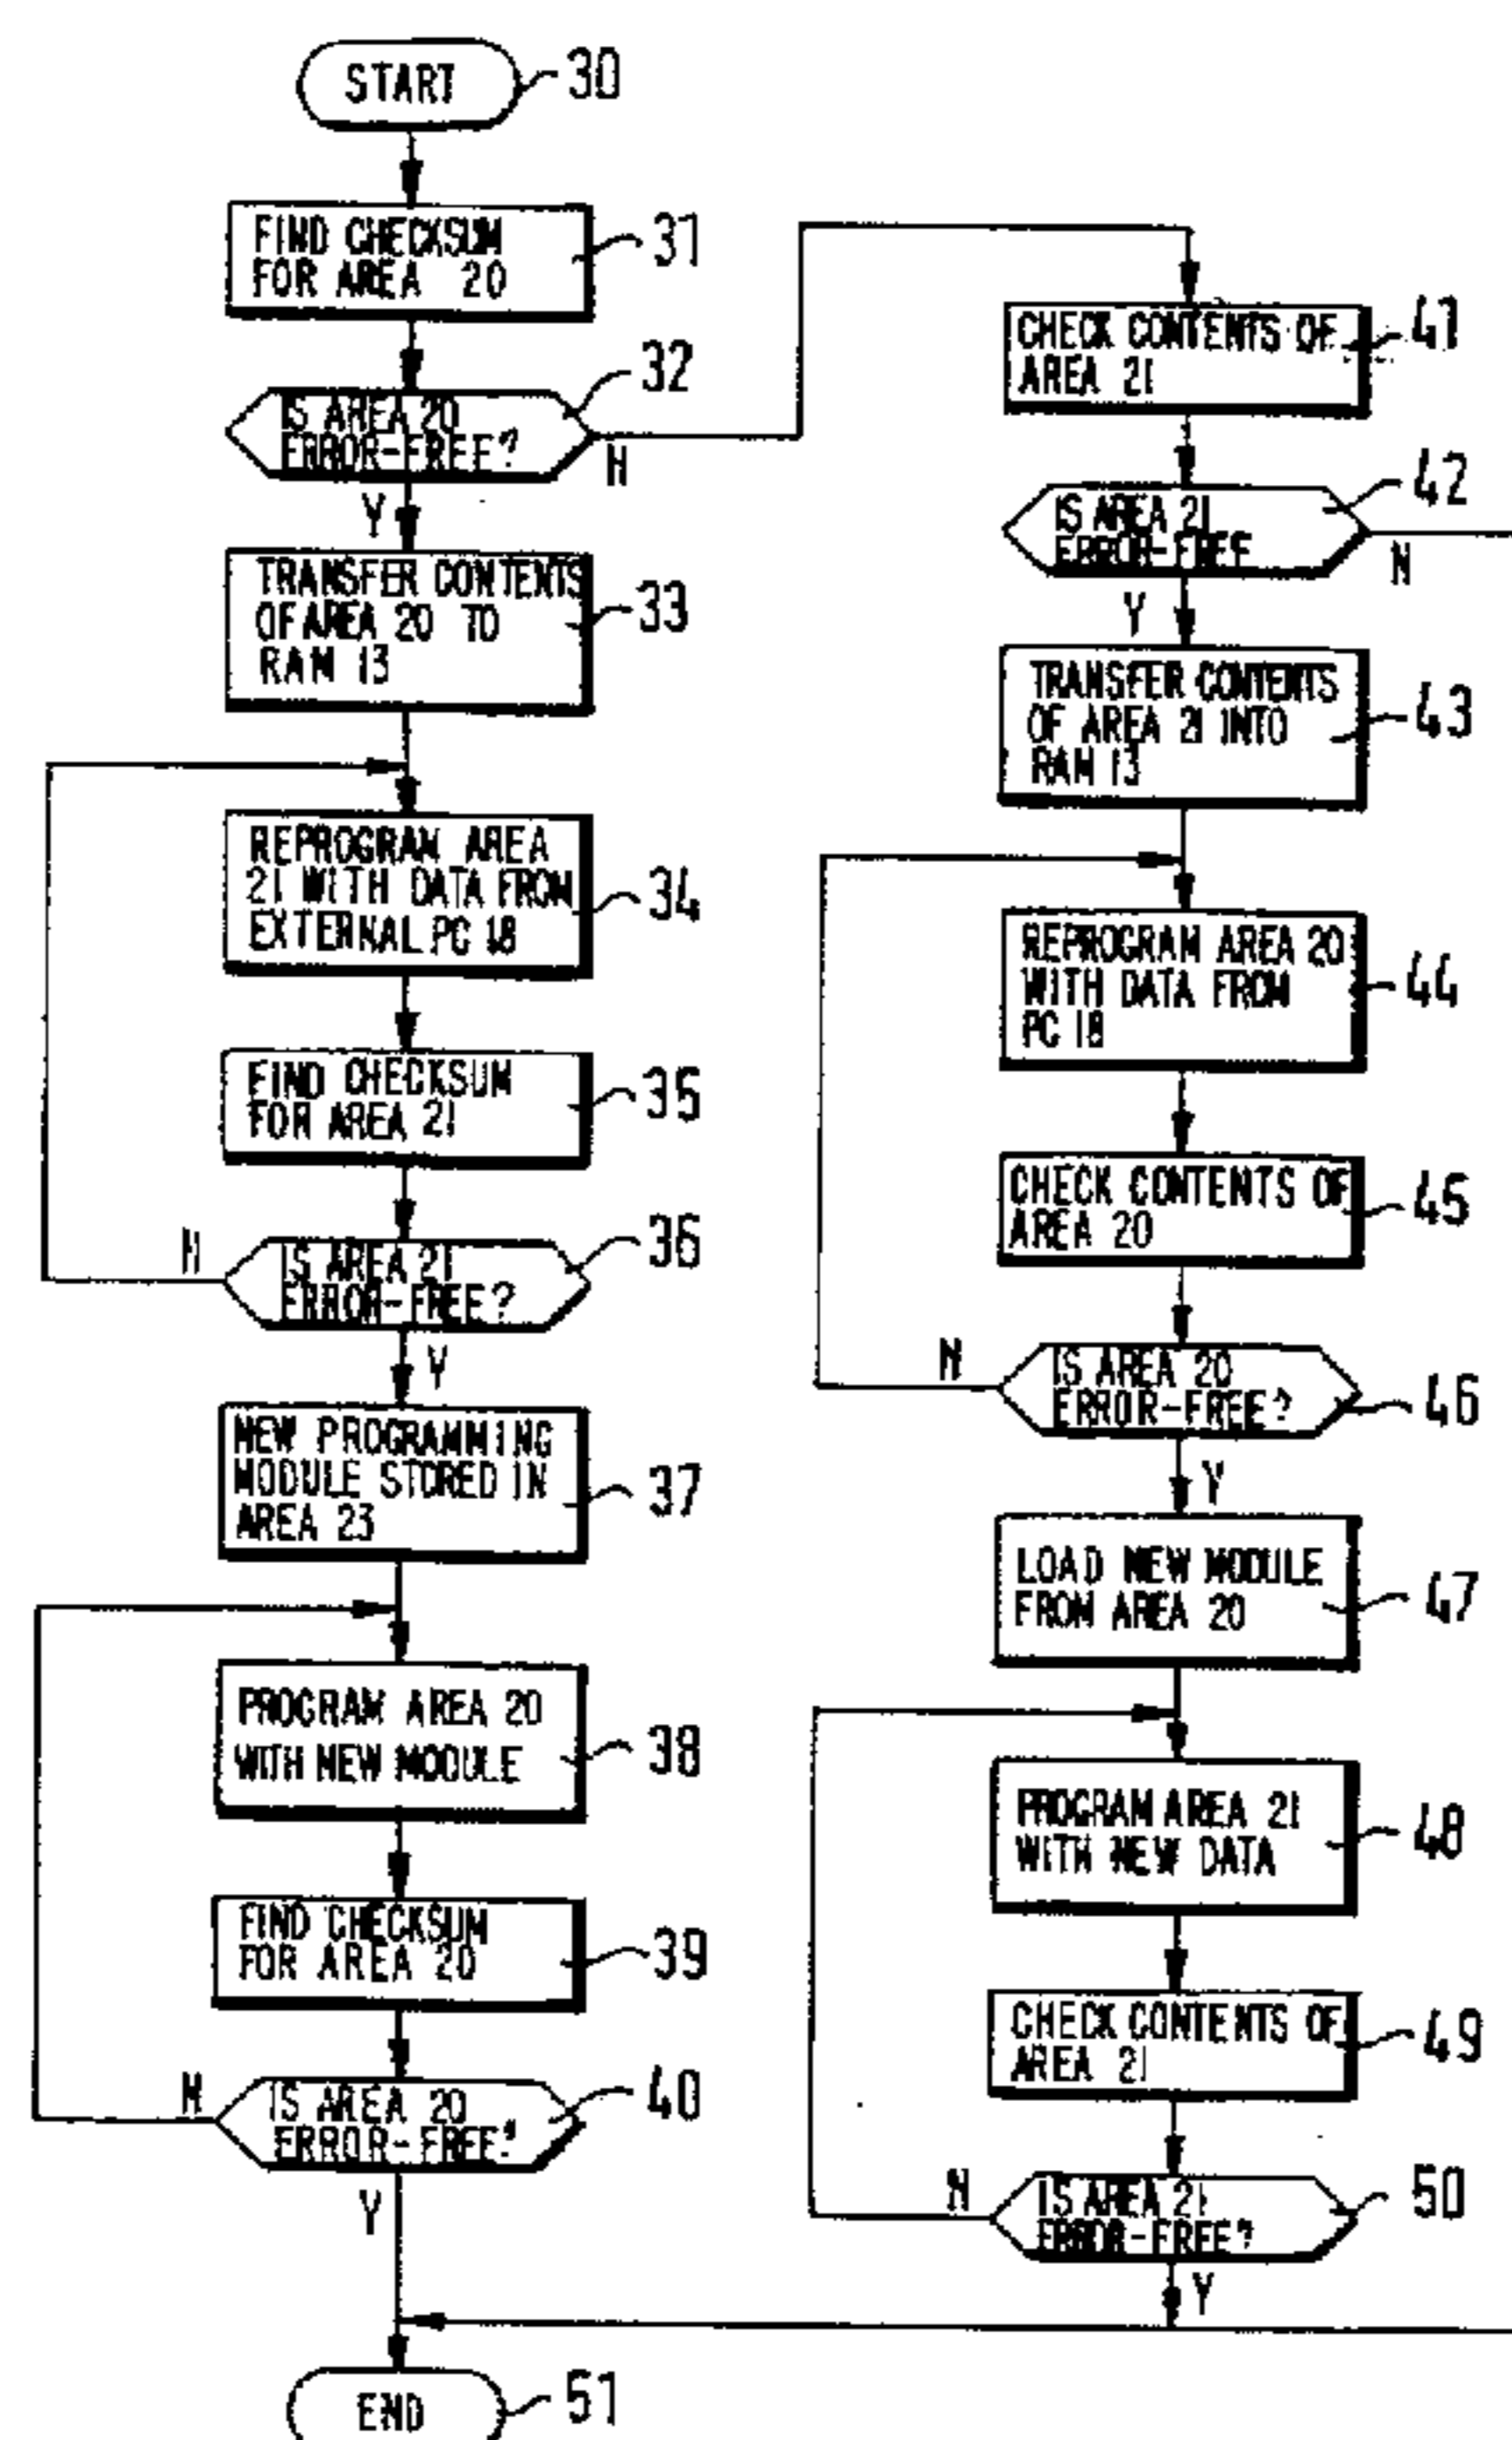 START
30
FIND CHECKSUM
FOR AREA 20
31
IS AREA 20
ERROR-FREE?
32
N
Y
TRANSFER CONTENTS
OF AREA 20 TO
RAM 13
33
REPROGRAM AREA
21 WITH DATA FROM
EXTERNAL PC 18
34
FIND CHECKSUM
FOR AREA 21
35
N
IS AREA 21
ERROR-FREE?
36
Y
NEW PROGRAMMING
MODULE STORED IN
AREA 23
37
PROGRAM AREA 20
WITH NEW MODULE
38
FIND CHECKSUM
FOR AREA 20
39
N
IS AREA 20
ERROR-FREE?
40
Y
END
51
CHECK CONTENTS OF
AREA 21
41
IS AREA 21
ERROR-FREE
42
N
Y
TRANSFER CONTENTS
OF AREA 21 INTO
RAM 13
43
REPROGRAM AREA 20
WITH DATA FROM
PC 18
44
CHECK CONTENTS OF
AREA 20
45
N
IS AREA 20
ERROR-FREE?
46
Y
LOAD NEW MODULE
FROM AREA 20
47
PROGRAM AREA 21
WITH NEW DATA
48
CHECK CONTENTS OF
AREA 21
49
N
IS AREA 21
ERROR-FREE?
50
Y